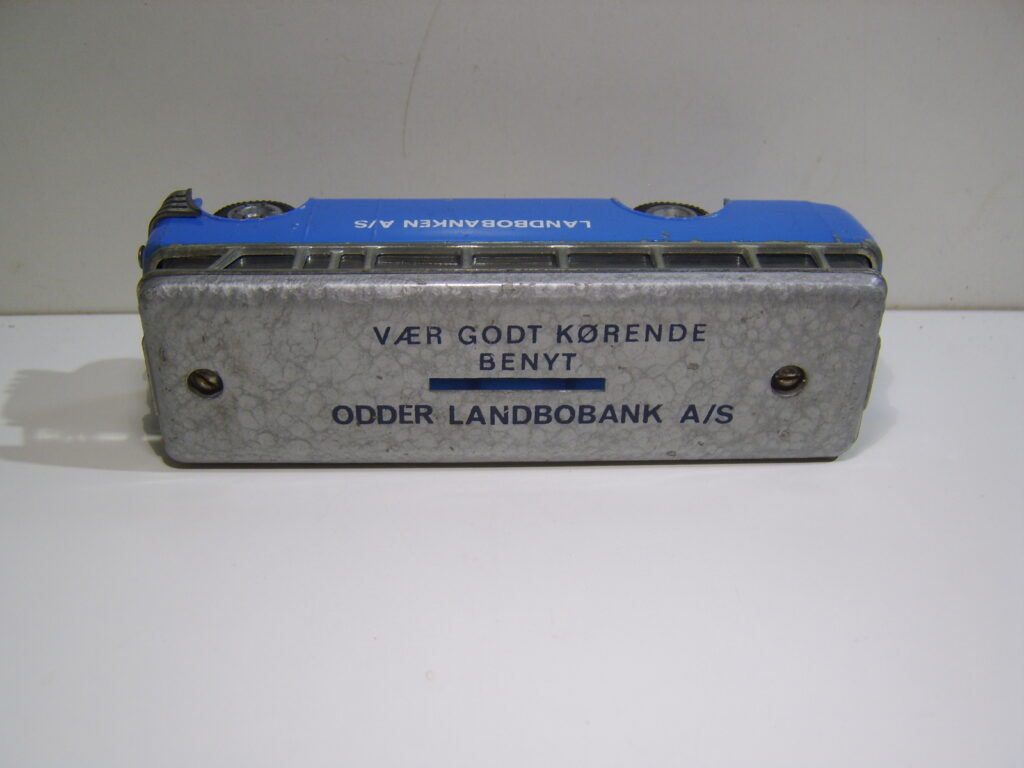 LANDBOBANKEN A/S
VÆR GODT KØRENDE
BENYT
ODDER LANDBOBANK A/S